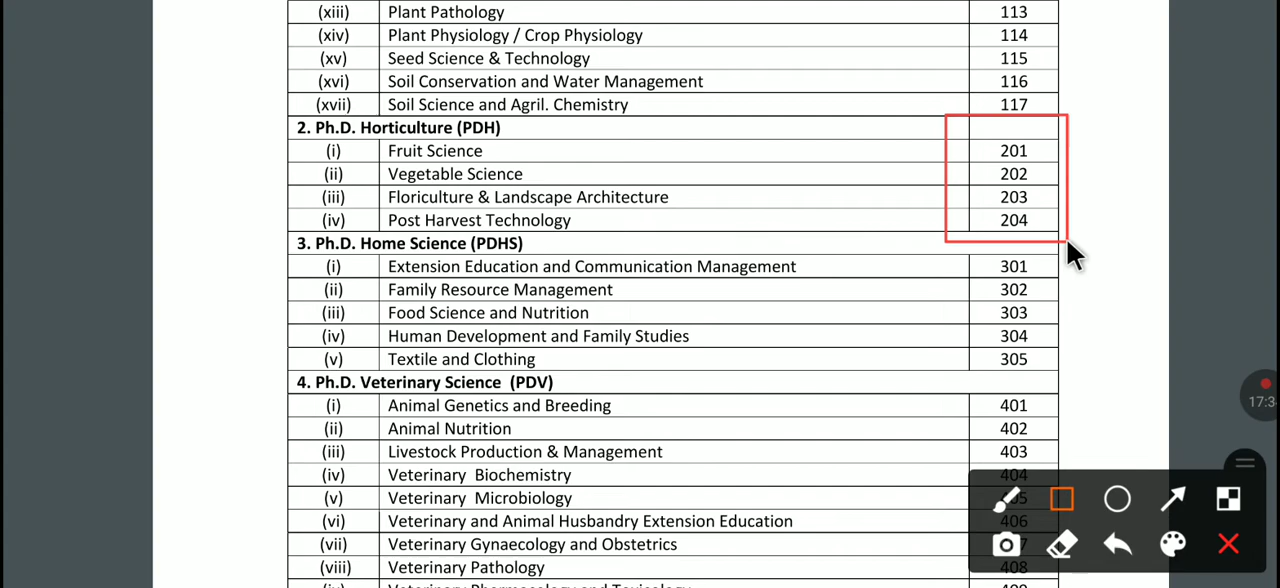 (xiii) Plant Pathology 113
(xiv) Plant Physiology / Crop Physiology 114
(xv) Seed Science & Technology 115
(xvi) Soil Conservation and Water Management 116
(xvii) Soil Science and Agril. Chemistry 117
2. Ph.D. Horticulture (PDH)
(i) Fruit Science 201
(ii) Vegetable Science 202
(iii) Floriculture & Landscape Architecture 203
(iv) Post Harvest Technology 204
3. Ph.D. Home Science (PDHS)
(i) Extension Education and Communication Management 301
(ii) Family Resource Management 302
(iii) Food Science and Nutrition 303
(iv) Human Development and Family Studies 304
(v) Textile and Clothing 305
4. Ph.D. Veterinary Science (PDV)
(i) Animal Genetics and Breeding 401
(ii) Animal Nutrition 402
(iii) Livestock Production & Management 403
(iv) Veterinary Biochemistry 404
(v) Veterinary Microbiology
(vi) Veterinary and Animal Husbandry Extension Education 406
(vii) Veterinary Gynaecology and Obstetrics
(viii) Veterinary Pathology 408